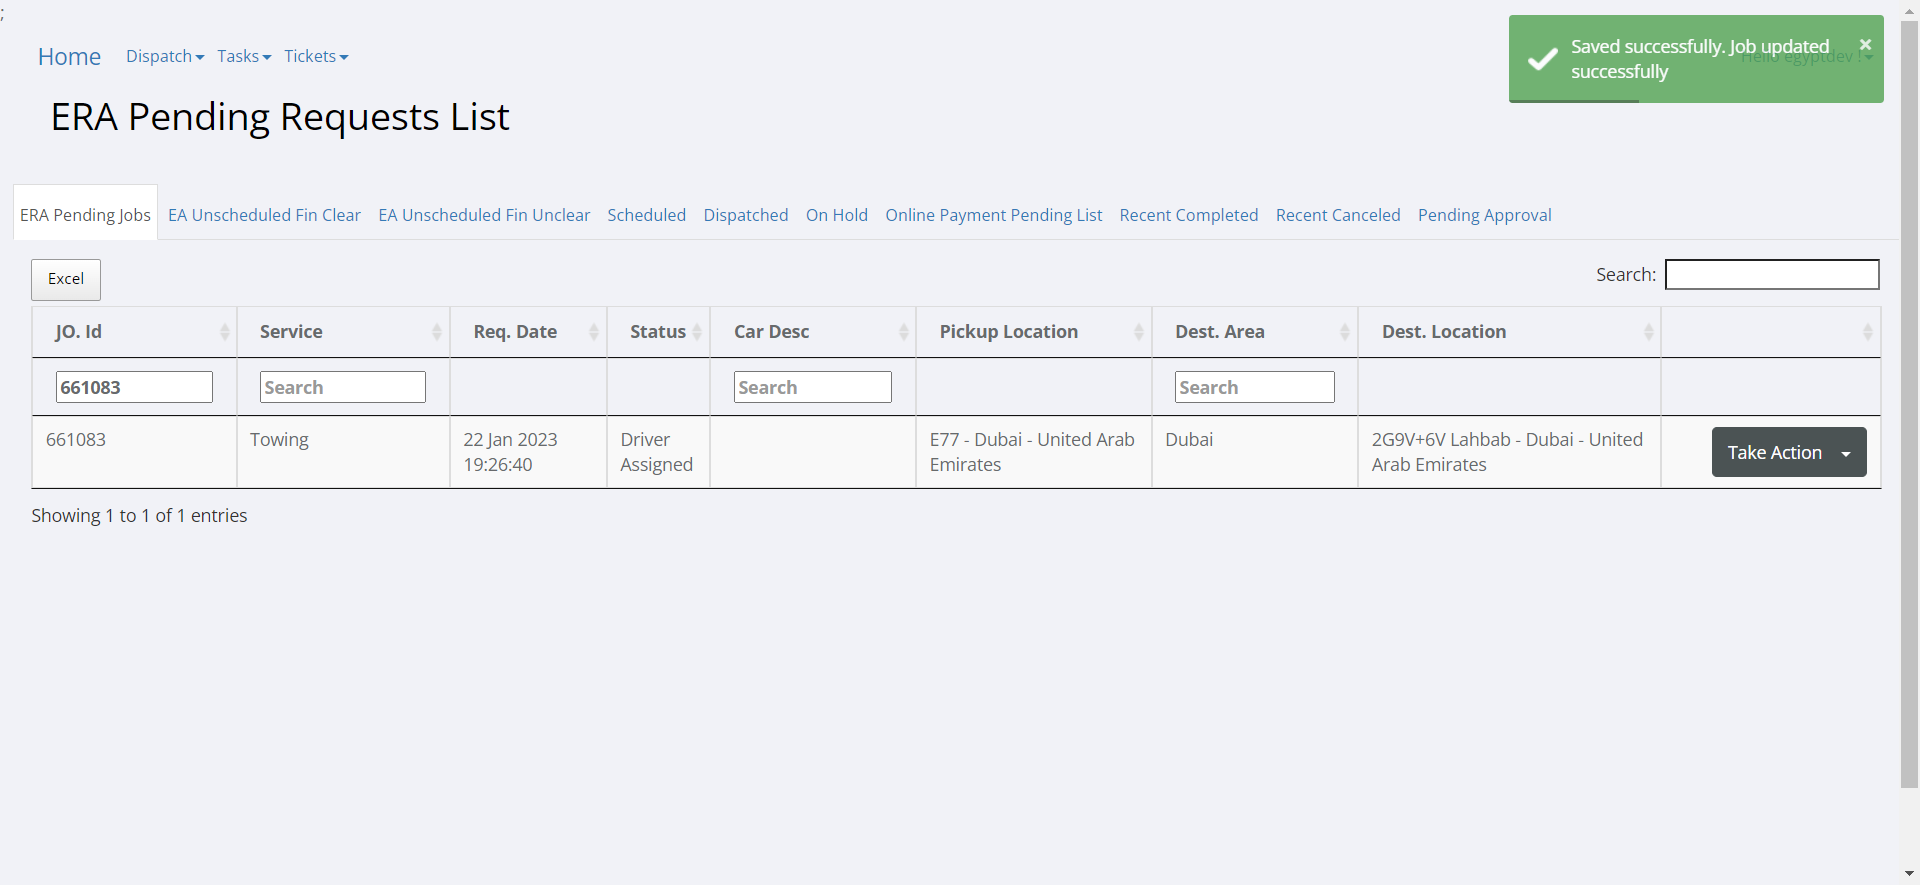 ;
Home Dispatch Tasks Tickets
Hello egyptdev !
Saved successfully. Job updated
successfully
×
ERA Pending Requests List
ERA Pending Jobs EA Unscheduled Fin Clear EA Unscheduled Fin Unclear Scheduled Dispatched On Hold Online Payment Pending List Recent Completed Recent Canceled Pending Approval
Excel
Search:
JO. Id Service Req. Date Status Car Desc Pickup Location Dest. Area Dest. Location
661083 Search Search Search
661083 Towing 22 Jan 2023 Driver E77 - Dubai - United Arab Dubai 2G9V+6V Lahbab - Dubai - United Take Action
19:26:40 Assigned Emirates Arab Emirates
Showing 1 to 1 of 1 entries